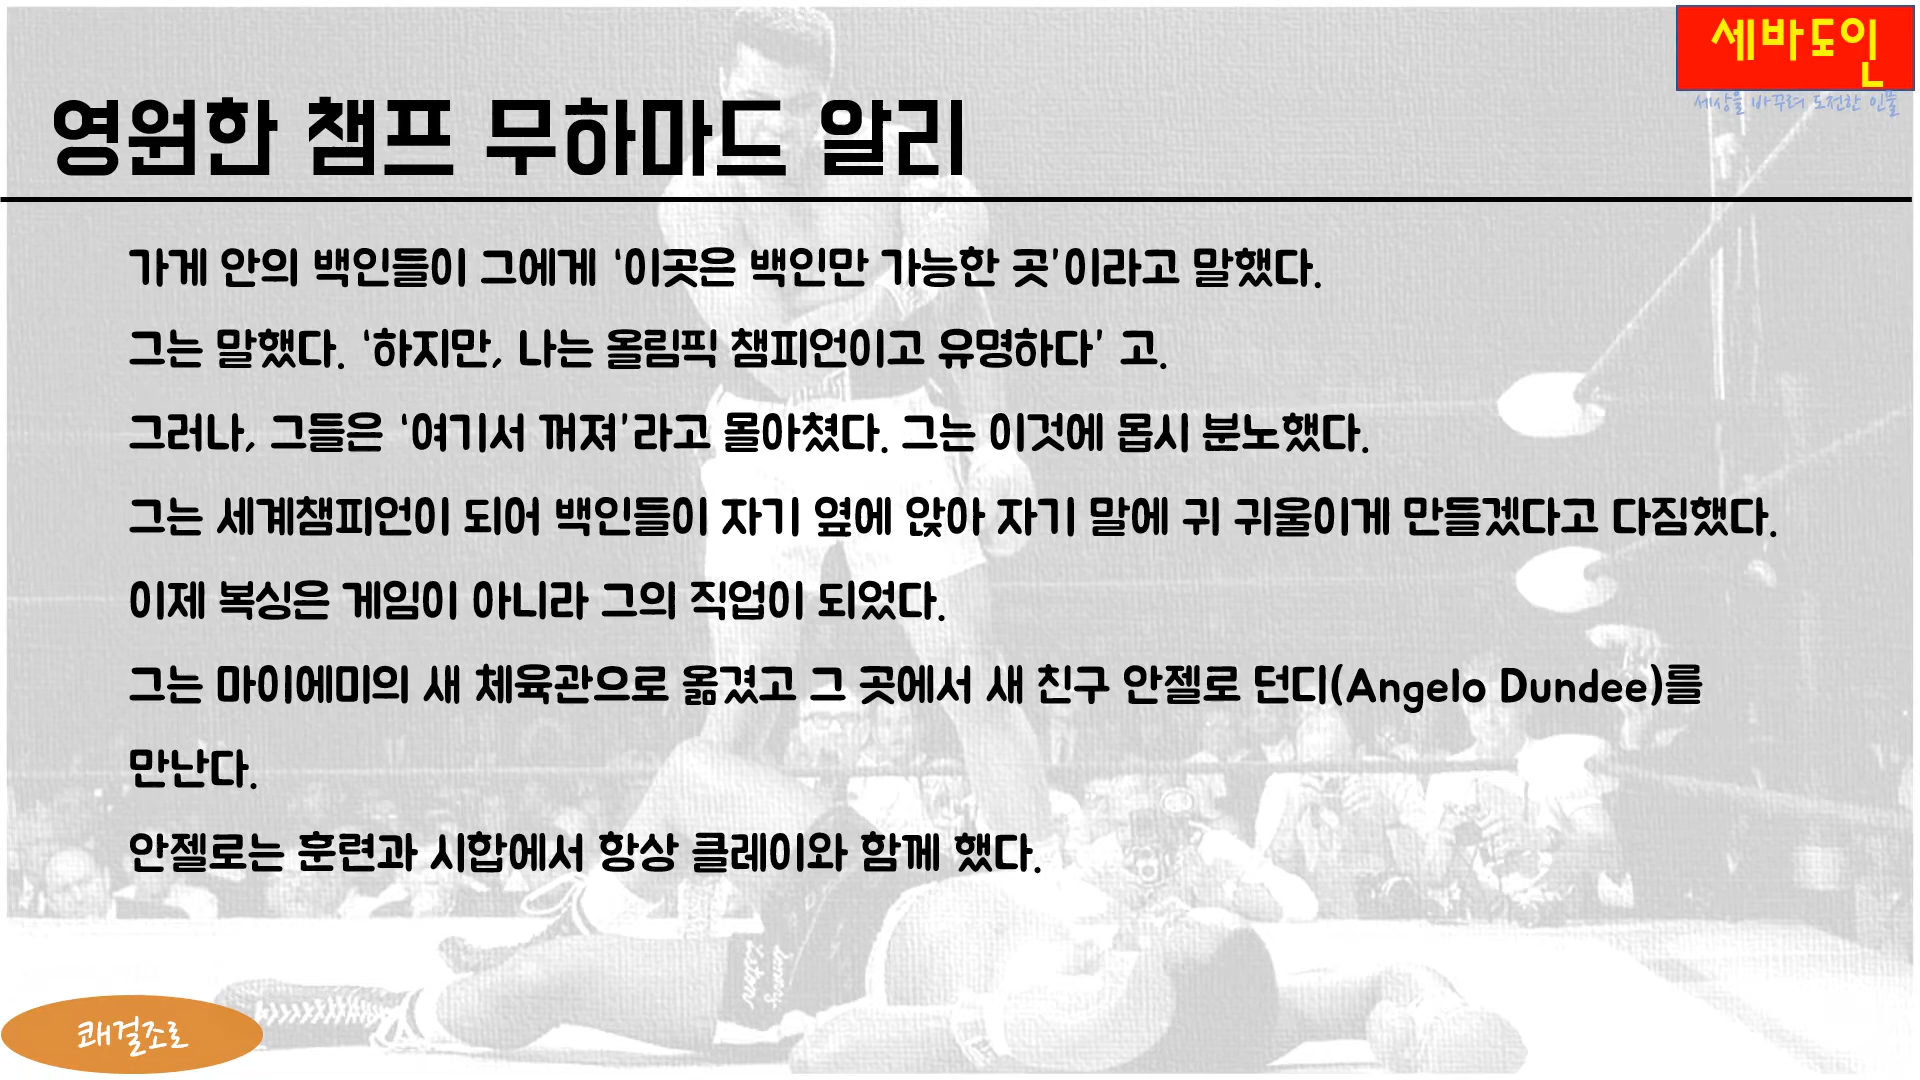 세바도인
세상을 바꾸려 도전한 인물
영원한 챔프 무하마드 알리
가게 안의 백인들이 그에게 ‘이곳은 백인만 가능한 곳’이라고 말했다.
그는 말했다. ‘하지만, 나는 올림픽 챔피언이고 유명하다’ 고.
그러나, 그들은 ‘여기서 꺼져’라고 몰아쳤다. 그는 이것에 몹시 분노했다.
그는 세계챔피언이 되어 백인들이 자기 옆에 앉아 자기 말에 귀 귀울이게 만들겠다고 다짐했다.
이제 복싱은 게임이 아니라 그의 직업이 되었다.
그는 마이에미의 새 체육관으로 옮겼고 그 곳에서 새 친구 안젤로 던디(Angelo Dundee)를
만난다.
안젤로는 훈련과 시합에서 항상 클레이와 함께 했다.
쾌걸조로